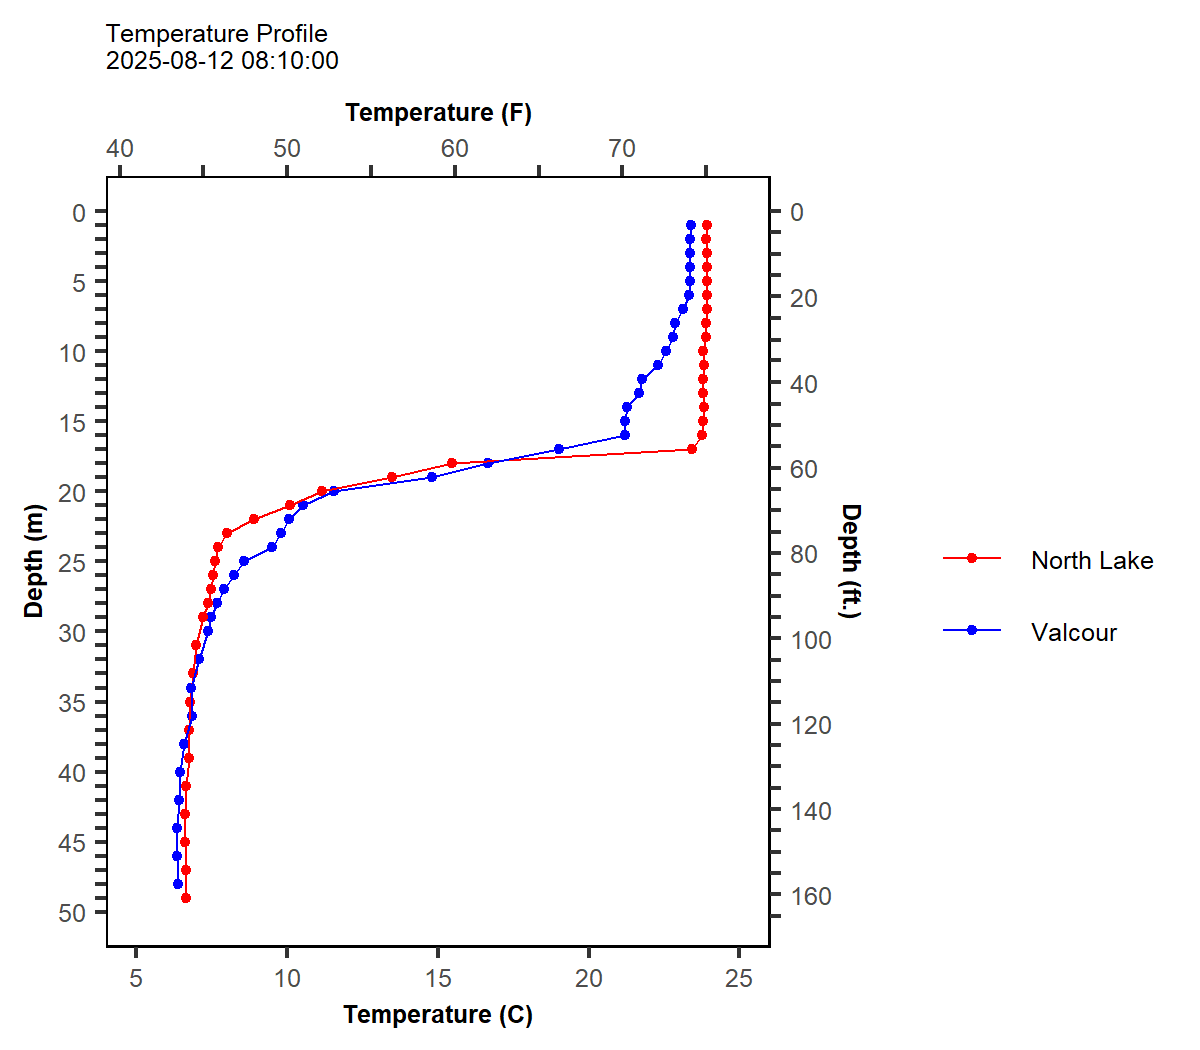 Temperature Profile
2025-08-12 08:10:00
Temperature (F)
40 50 60 70
0
5
10
15
20
25
30
35
40
45
50
Depth (m)
0
20
40
60
80
100
120
140
160
Depth (ft.)
5 10 15 20 25
Temperature (C)
North Lake
Valcour